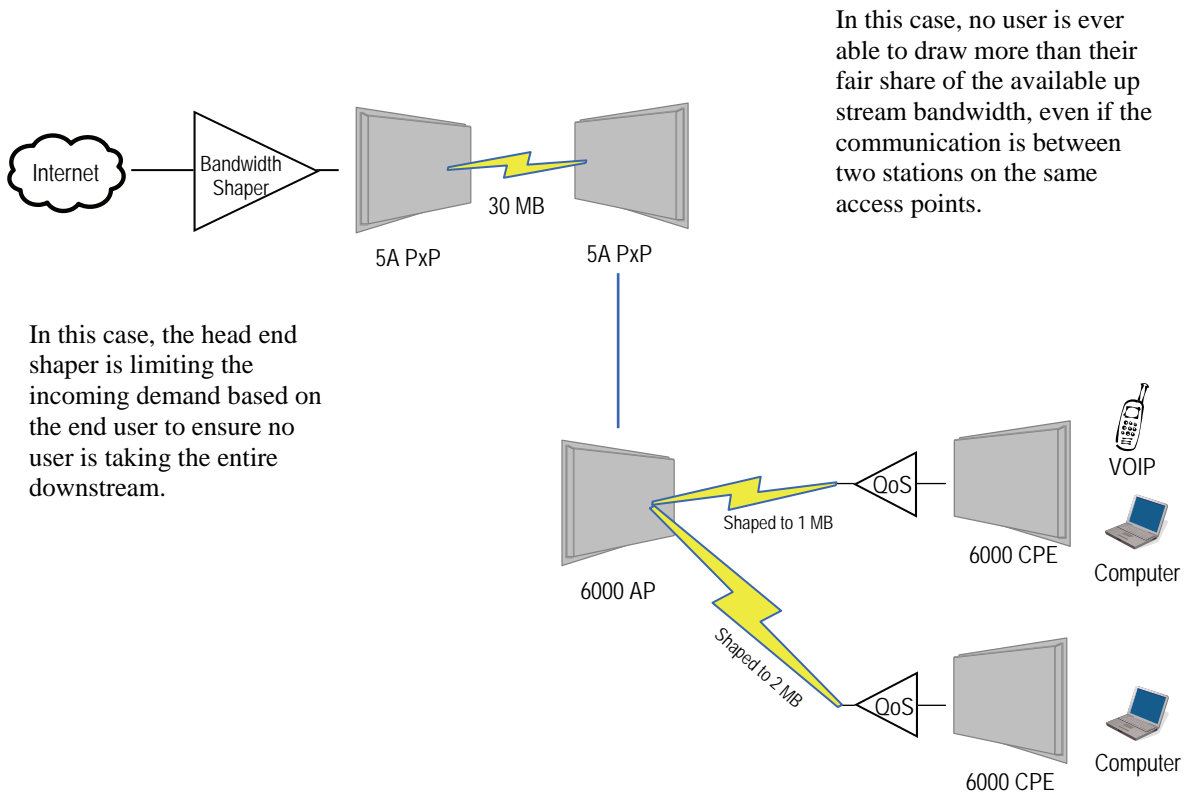 In this case, no user is ever
able to draw more than their
fair share of the available up
stream bandwidth, even if the
communication is between
two stations on the same
access points.
Internet
Bandwidth
Shaper
30 MB
5A PxP
5A PxP
In this case, the head end
shaper is limiting the
incoming demand based on
the end user to ensure no
user is taking the entire
downstream.
VOIP
QoS
Shaped to 1 MB
6000 CPE
Computer
6000 AP
Shaped to 2 MB
QoS
Computer
6000 CPE